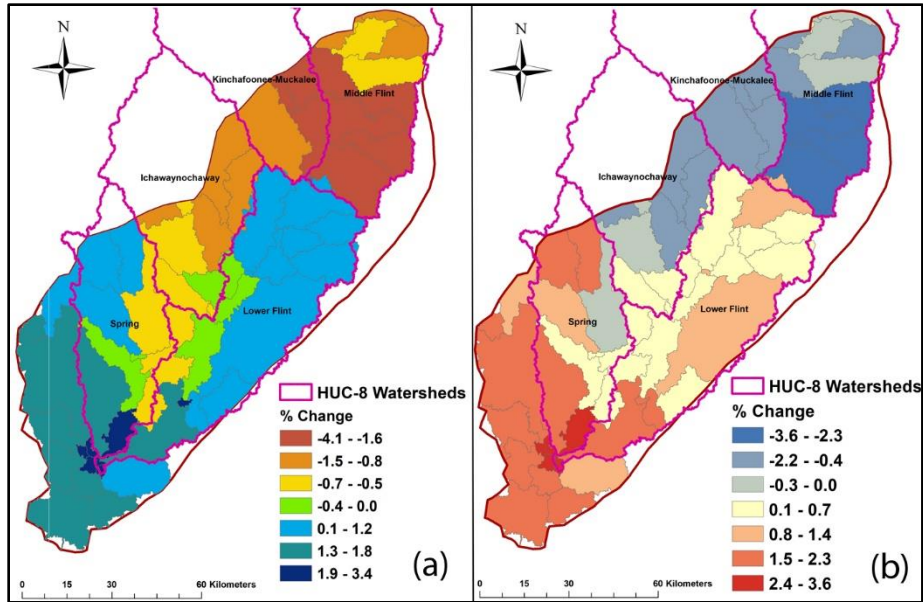 N
Kinchafoonee-Muckalee
Middle Flint
Ichawaynochaway
Spring
Lower Flint
HUC-8 Watersheds
% Change
-4.1 - -1.6
-1.5 - -0.8
-0.7 - -0.5
-0.4 - 0.0
0.1 - 1.2
1.3 - 1.8
1.9 - 3.4
(a)
0 15 30 60 Kilometers
N
Kinchafoonee-Muckalee
Middle Flint
Ichawaynochaway
Spring
Lower Flint
HUC-8 Watersheds
% Change
-3.6 - -2.3
-2.2 - -0.4
-0.3 - 0.0
0.1 - 0.7
0.8 - 1.4
1.5 - 2.3
2.4 - 3.6
(b)
0 15 30 60 Kilometers